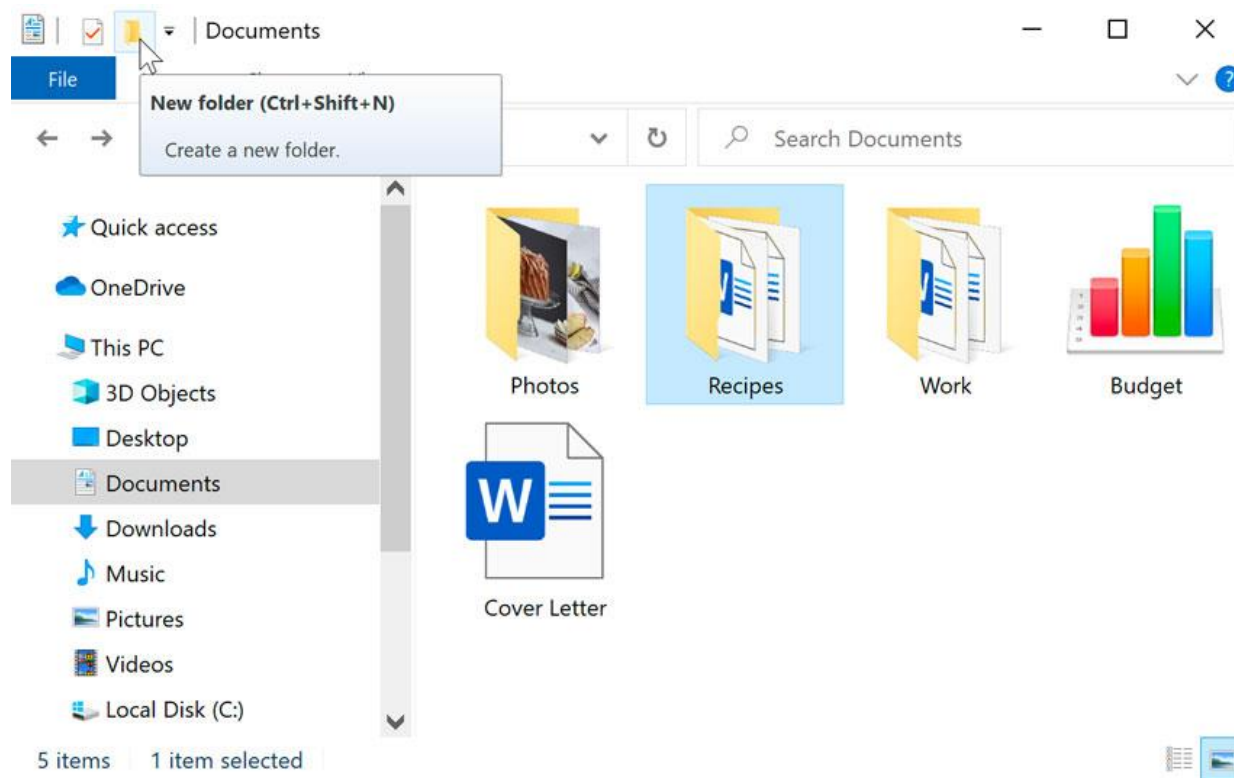 Documents
File
New folder (Ctrl+Shift+N)
Create a new folder.
Search Documents
Quick access
OneDrive
This PC
3D Objects
Desktop
Documents
Downloads
Music
Pictures
Videos
Local Disk (C:)
Photos
Recipes
Work
Budget
W
Cover Letter
5 items 1 item selected